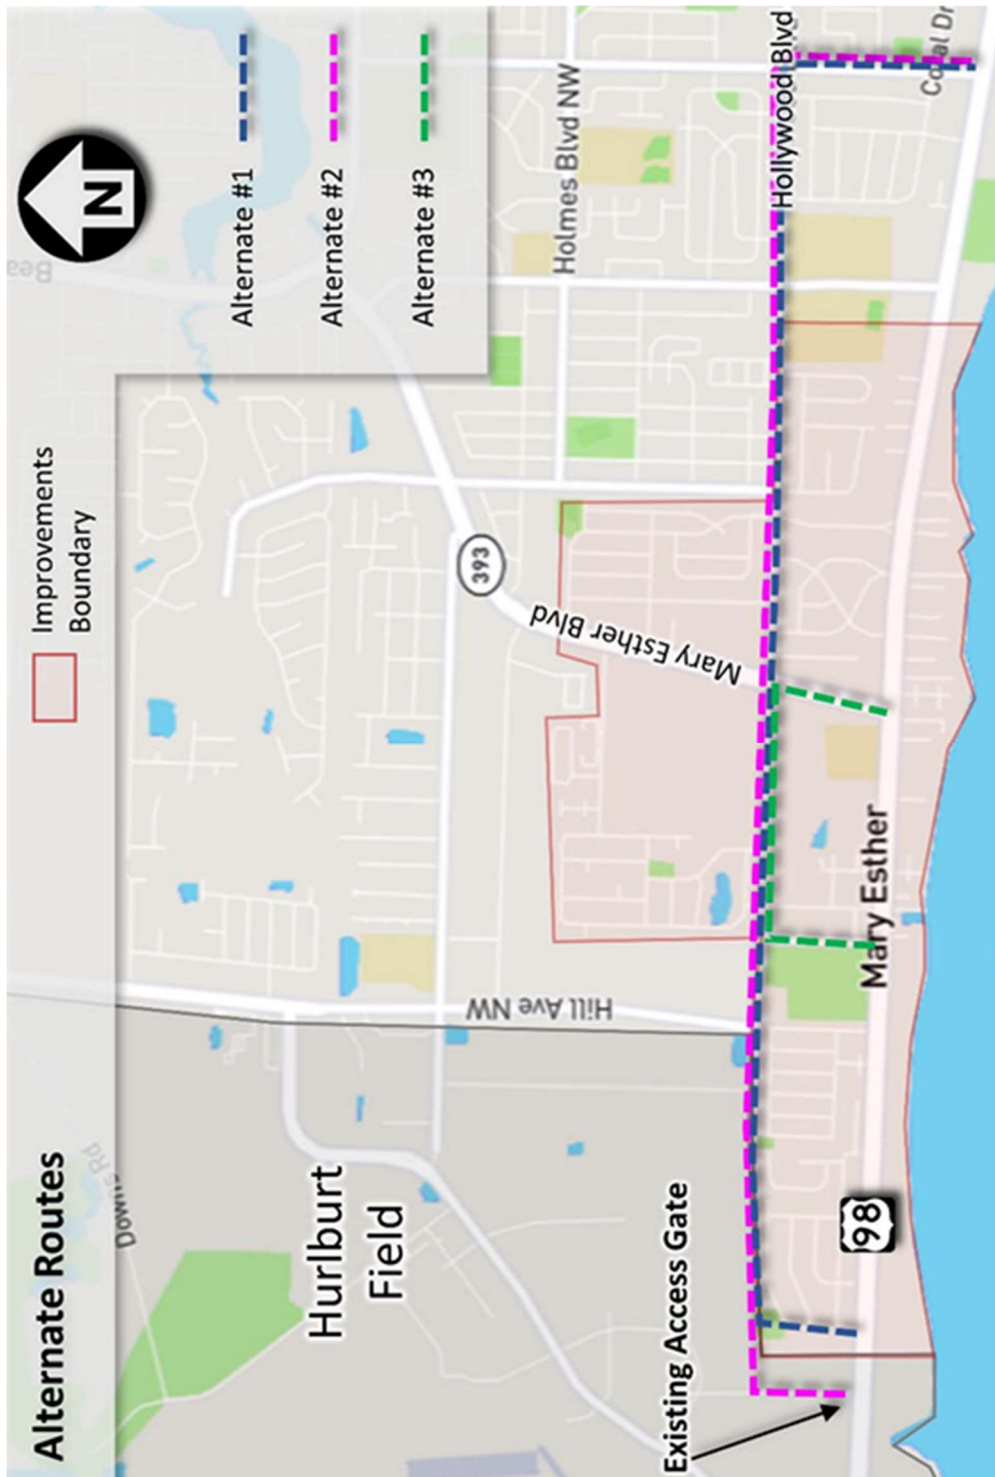 Alternate Routes
Improvements
Boundary
N
Alternate #1
Alternate #2
Alternate #3
Bea
Downs Rd
Hurlburt
Field
Hill Ave NW
393
Mary Esther Blvd
Holmes Blvd NW
Hollywood Blvd
Existing Access Gate
98
Mary Esther